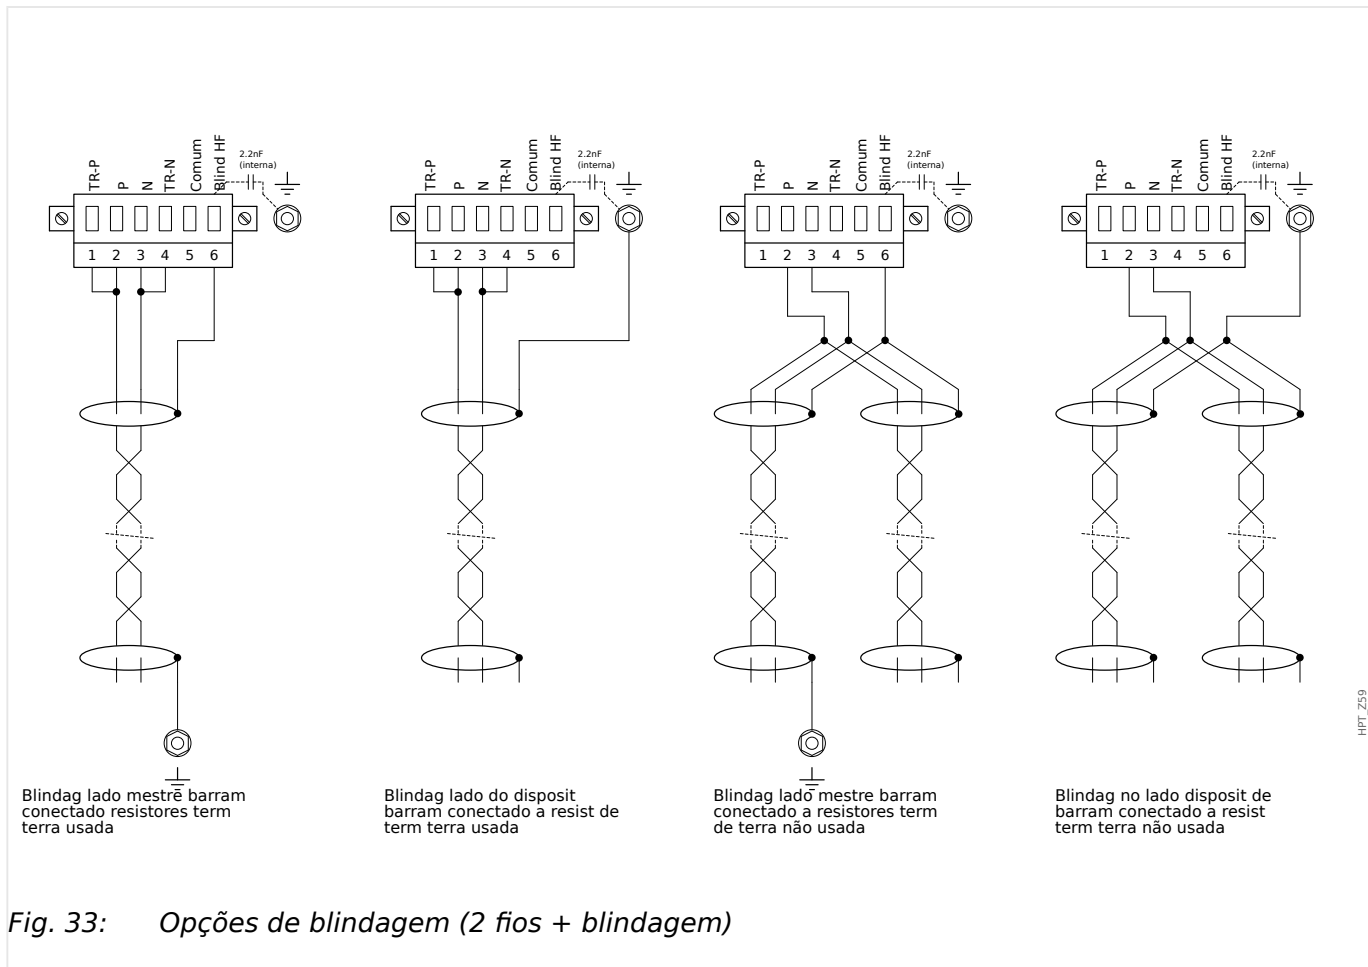 TR-P P N TR-N Comum Blind HF
2.2nF
(interna)
1 2 3 4 5 6
TR-P P N TR-N Comum Blind HF
2.2nF
(interna)
1 2 3 4 5 6
TR-P P N TR-N Comum Blind HF
2.2nF
(interna)
1 2 3 4 5 6
TR-P P N TR-N Comum Blind HF
2.2nF
(interna)
1 2 3 4 5 6
HPT_Z59
Blindag lado mestre barram
conectado resistores term
terra usada
Blindag lado do disposit
barram conectado a resist de
term terra usada
Blindag lado mestre barram
conectado a resistores term
de terra não usada
Blindag no lado disposit de
barram conectado a resist
term terra não usada
Fig. 33: Opções de blindagem (2 fios + blindagem)